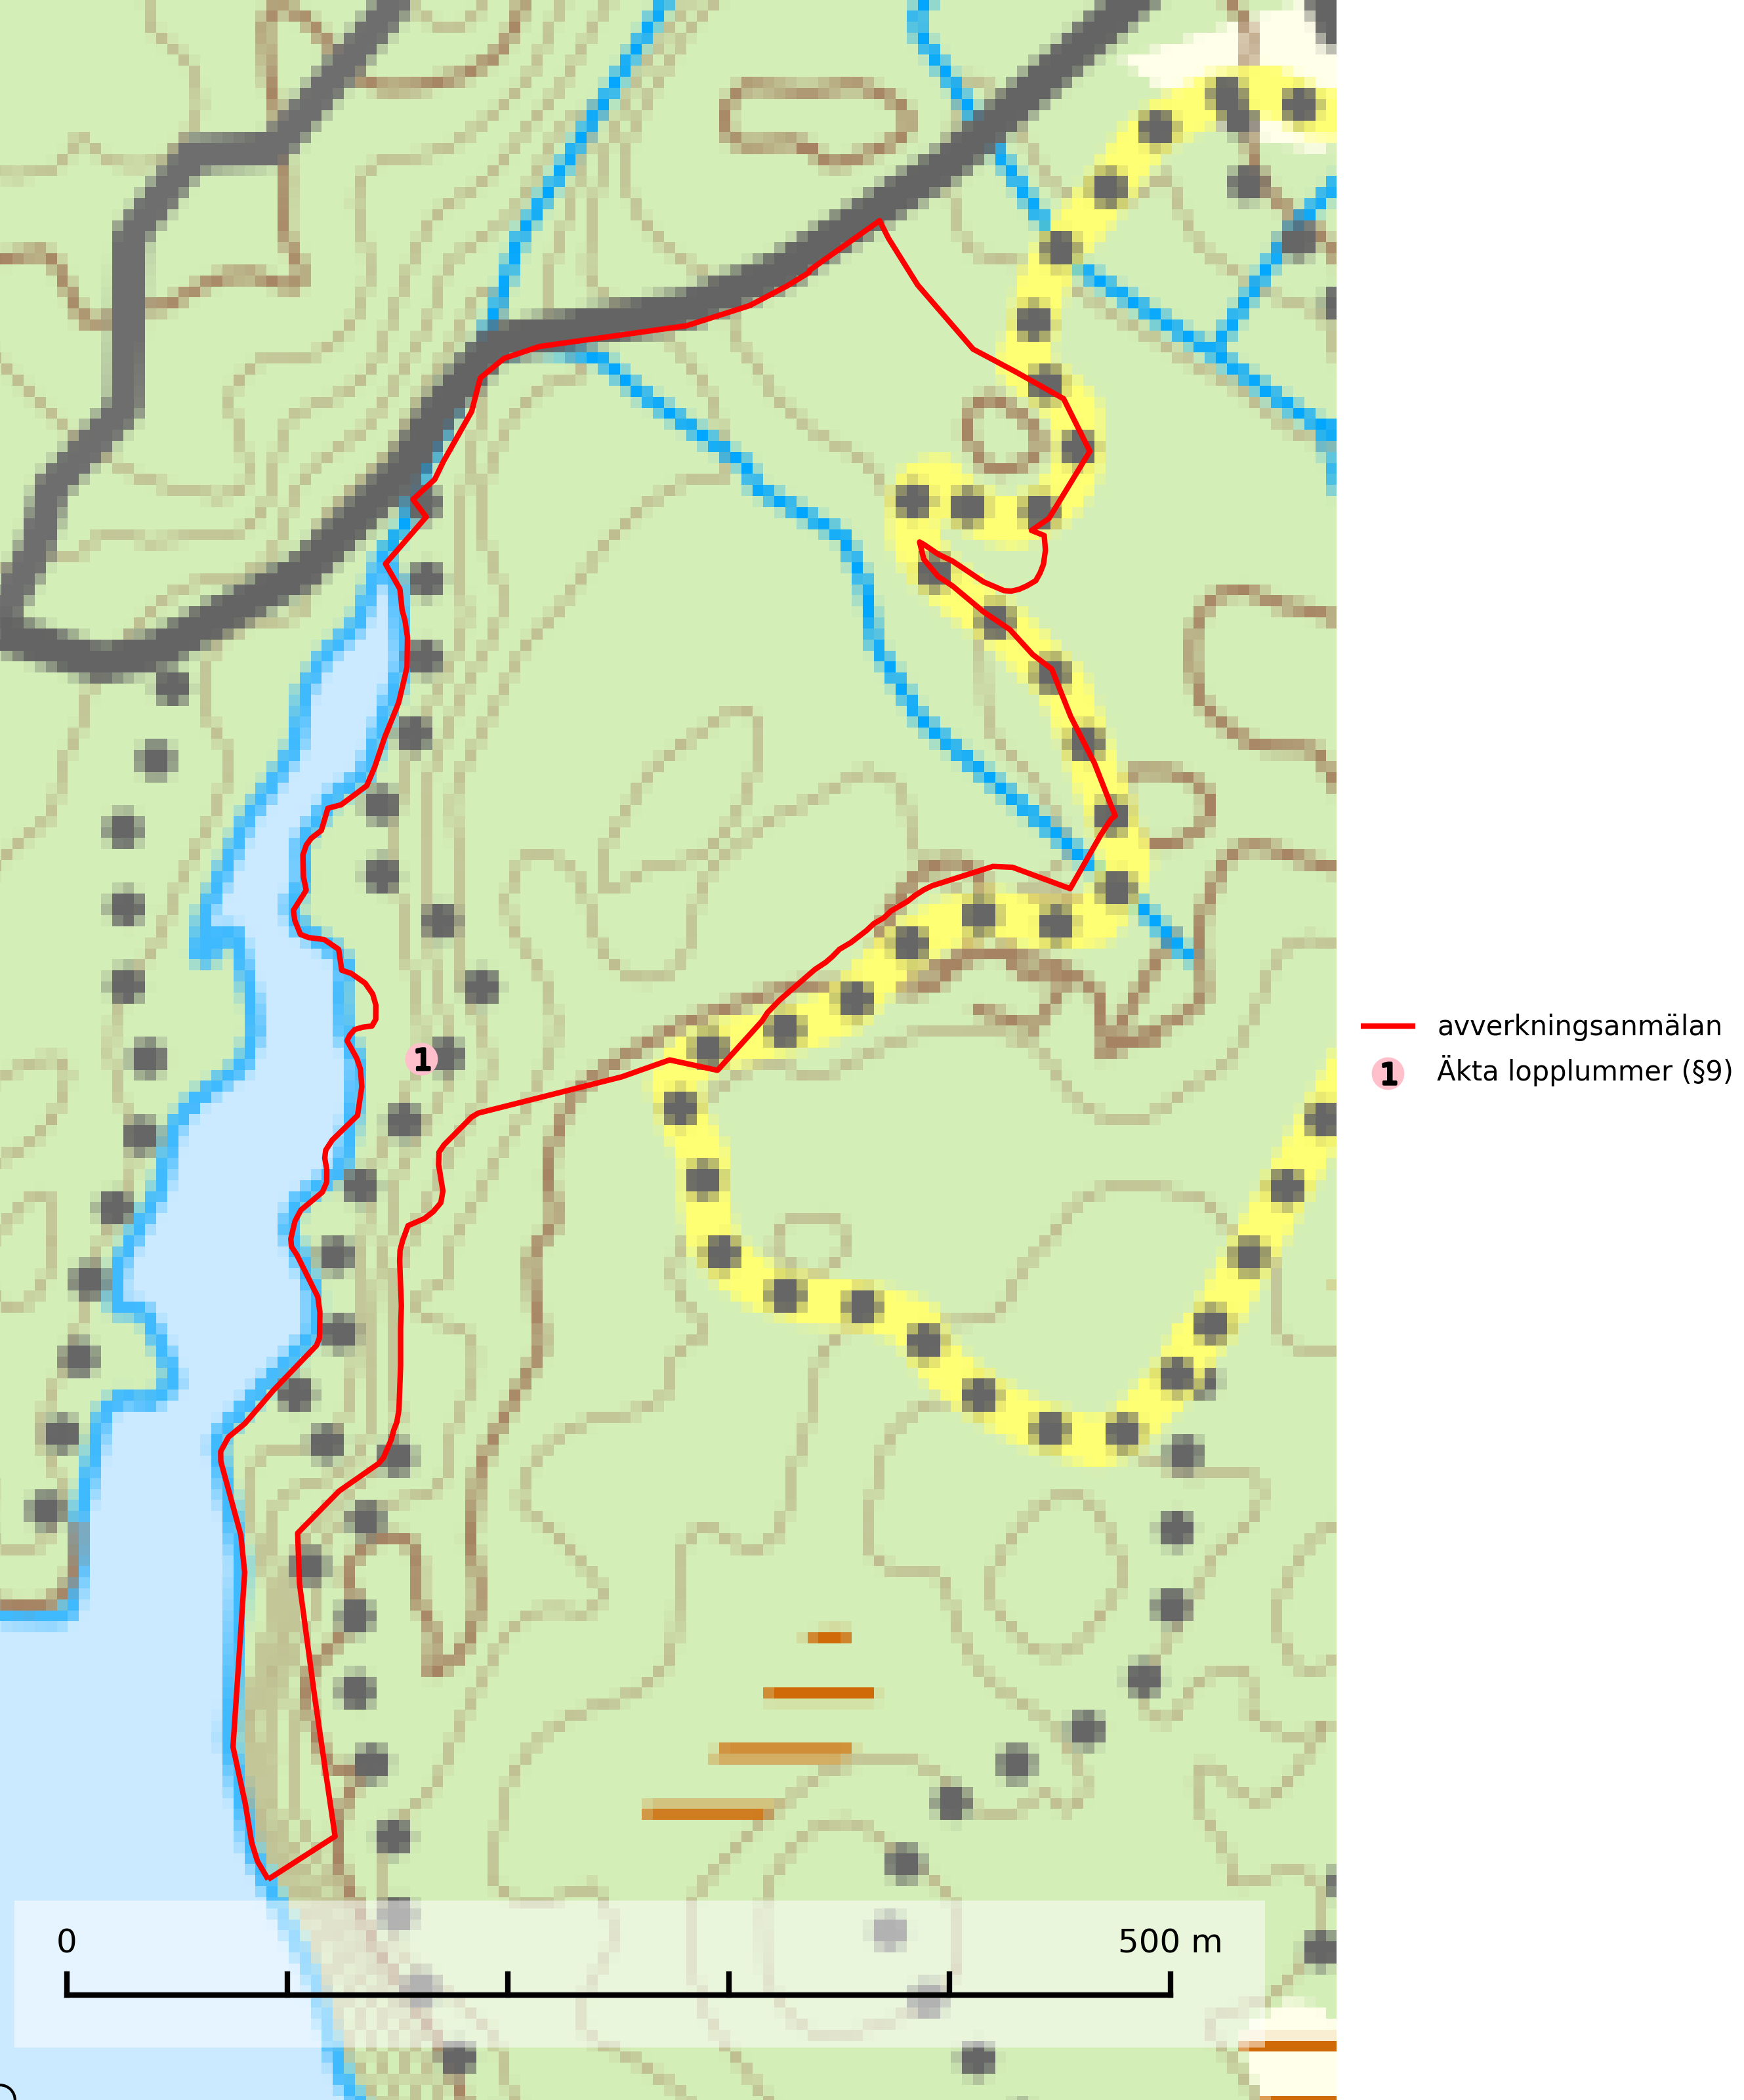 1
avverkningsanmälan
1 Äkta lopplummer (§9)
0 500 m